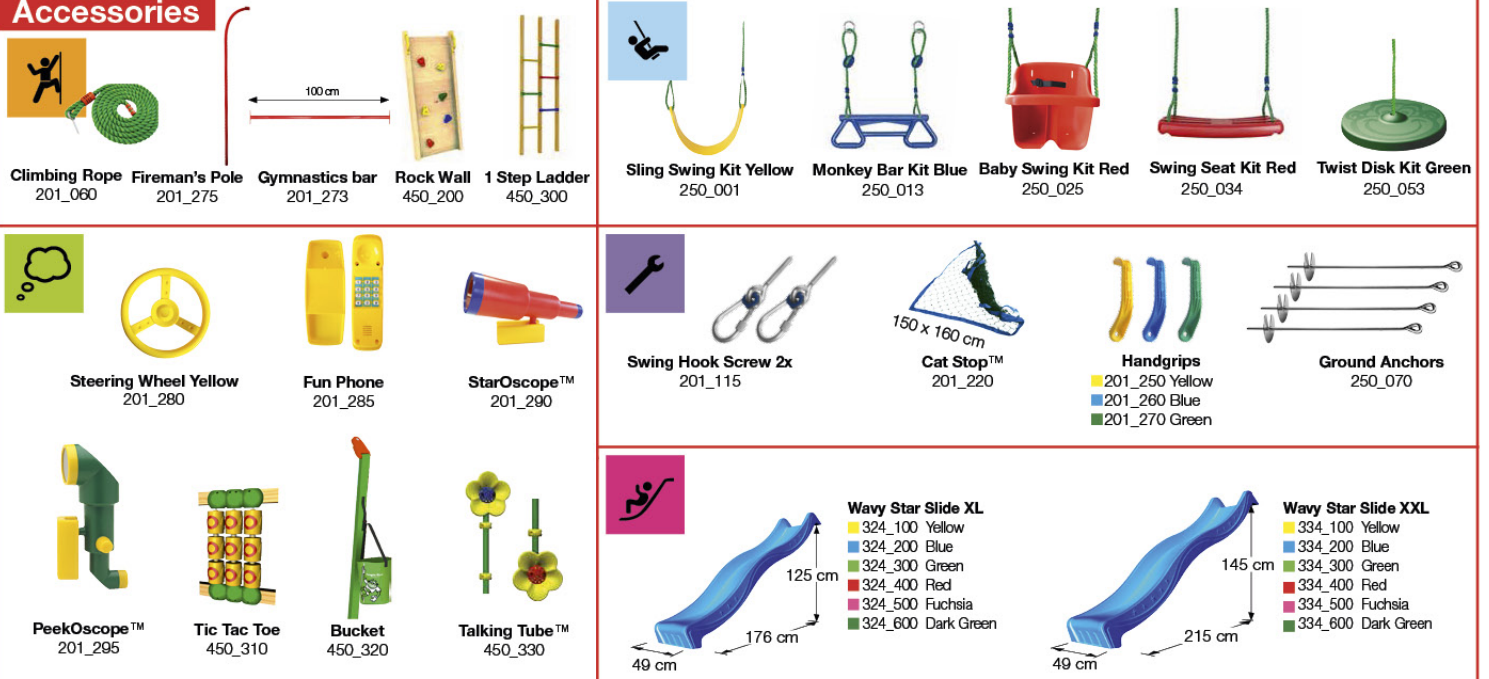 Accessories
100 cm
Climbing Rope
201_060
Fireman's Pole
201_275
Gymnastics bar
201_273
Rock Wall
450_200
1 Step Ladder
450_300
Sling Swing Kit Yellow
250_001
Monkey Bar Kit Blue
250_013
Baby Swing Kit Red
250_025
Swing Seat Kit Red
250_034
Twist Disk Kit Green
250_053
Steering Wheel Yellow
201_280
Fun Phone
201_285
StarOscope™
201_290
PeekOscope™
201_295
Tic Tac Toe
450_310
Bucket
450_320
Talking Tube™
450_330
Swing Hook Screw 2x
201_115
150 x 160 cm
Cat Stop™
201_220
Handgrips
201_250 Yellow
201_260 Blue
201_270 Green
Ground Anchors
250_070
Wavy Star Slide XL
324_100 Yellow
324_200 Blue
324_300 Green
324_400 Red
324_500 Fuchsia
324_600 Dark Green
125 cm
176 cm
49 cm
Wavy Star Slide XXL
334_100 Yellow
334_200 Blue
334_300 Green
334_400 Red
334_500 Fuchsia
334_600 Dark Green
145 cm
215 cm
49 cm